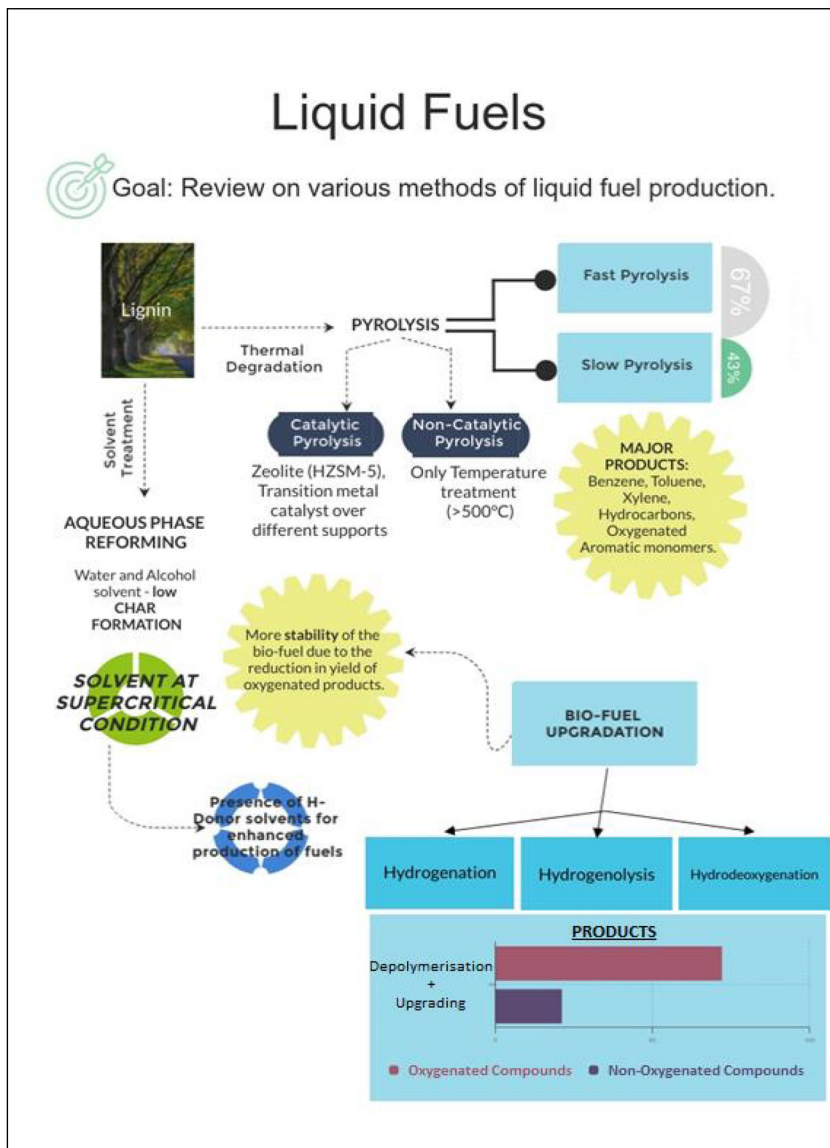 Liquid Fuels
Goal: Review on various methods of liquid fuel production.
Lignin
Thermal
Degradation
PYROLYSIS
Fast Pyrolysis
67%
Slow Pyrolysis
43%
Solvent
Treatment
Catalytic
Pyrolysis
Zeolite (HZSM-5),
Transition metal
catalyst over
different supports
Non-Catalytic
Pyrolysis
Only Temperature
treatment
(>500°C)
MAJOR
PRODUCTS:
Benzene, Toluene,
Xylene,
Hydrocarbons,
Oxygenated
Aromatic monomers.
AQUEOUS PHASE
REFORMING
Water and Alcohol
solvent - low
CHAR
FORMATION
SOLVENT AT
SUPERCRITICAL
CONDITION
More stability of the
bio-fuel due to the
reduction in yield of
oxygenated products.
BIO-FUEL
UPGRADATION
Presence of H-
Donor solvents for
enhanced
production of fuels
Hydrogenation
Hydrogenolysis
Hydrodeoxygenation
PRODUCTS
Depolymerisation
+
Upgrading
Oxygenated Compounds
Non-Oxygenated Compounds